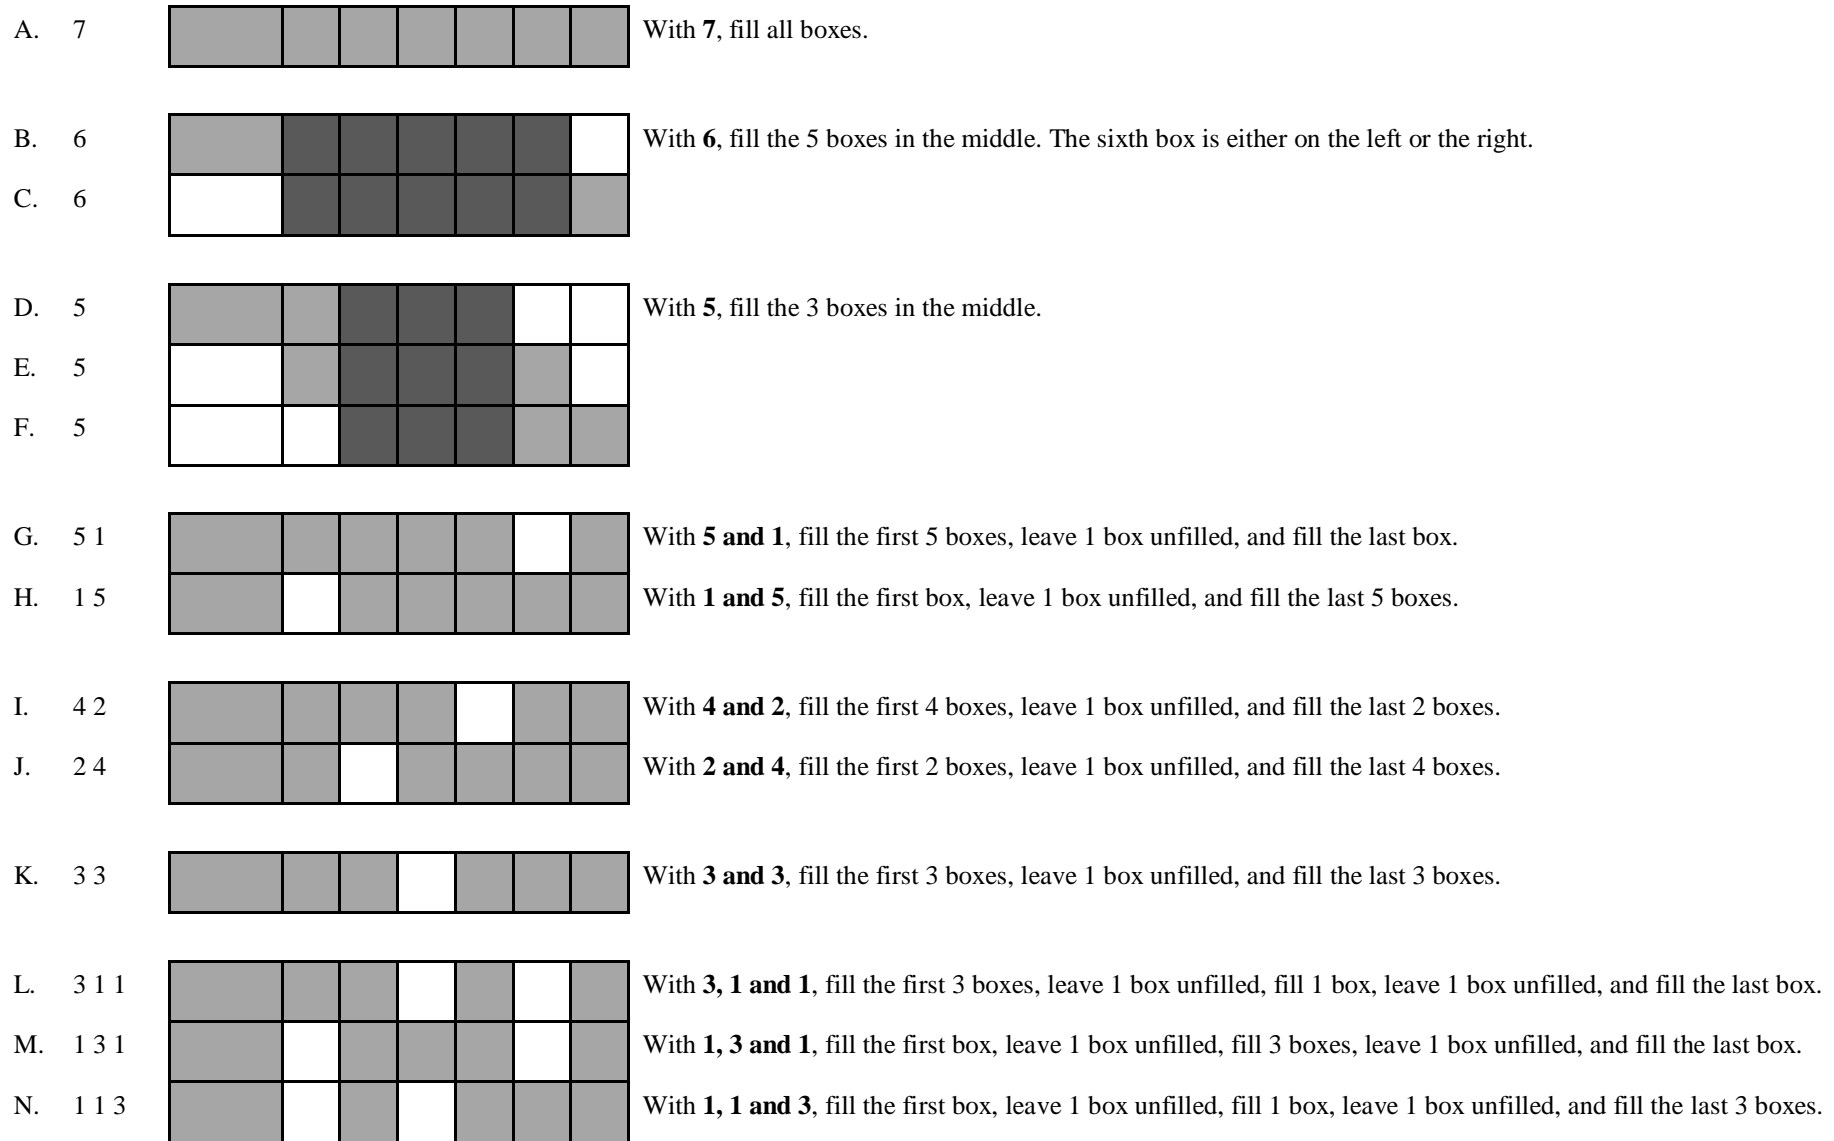 A. 7 With 7, fill all boxes.
B. 6 With 6, fill the 5 boxes in the middle. The sixth box is either on the left or the right.
C. 6
D. 5 With 5, fill the 3 boxes in the middle.
E. 5
F. 5
G. 5 1 With 5 and 1, fill the first 5 boxes, leave 1 box unfilled, and fill the last box.
H. 1 5 With 1 and 5, fill the first box, leave 1 box unfilled, and fill the last 5 boxes.
I. 4 2 With 4 and 2, fill the first 4 boxes, leave 1 box unfilled, and fill the last 2 boxes.
J. 2 4 With 2 and 4, fill the first 2 boxes, leave 1 box unfilled, and fill the last 4 boxes.
K. 3 3 With 3 and 3, fill the first 3 boxes, leave 1 box unfilled, and fill the last 3 boxes.
L. 3 1 1 With 3, 1 and 1, fill the first 3 boxes, leave 1 box unfilled, fill 1 box, leave 1 box unfilled, and fill the last box.
M. 1 3 1 With 1, 3 and 1, fill the first box, leave 1 box unfilled, fill 3 boxes, leave 1 box unfilled, and fill the last box.
N. 1 1 3 With 1, 1 and 3, fill the first box, leave 1 box unfilled, fill 1 box, leave 1 box unfilled, and fill the last 3 boxes.